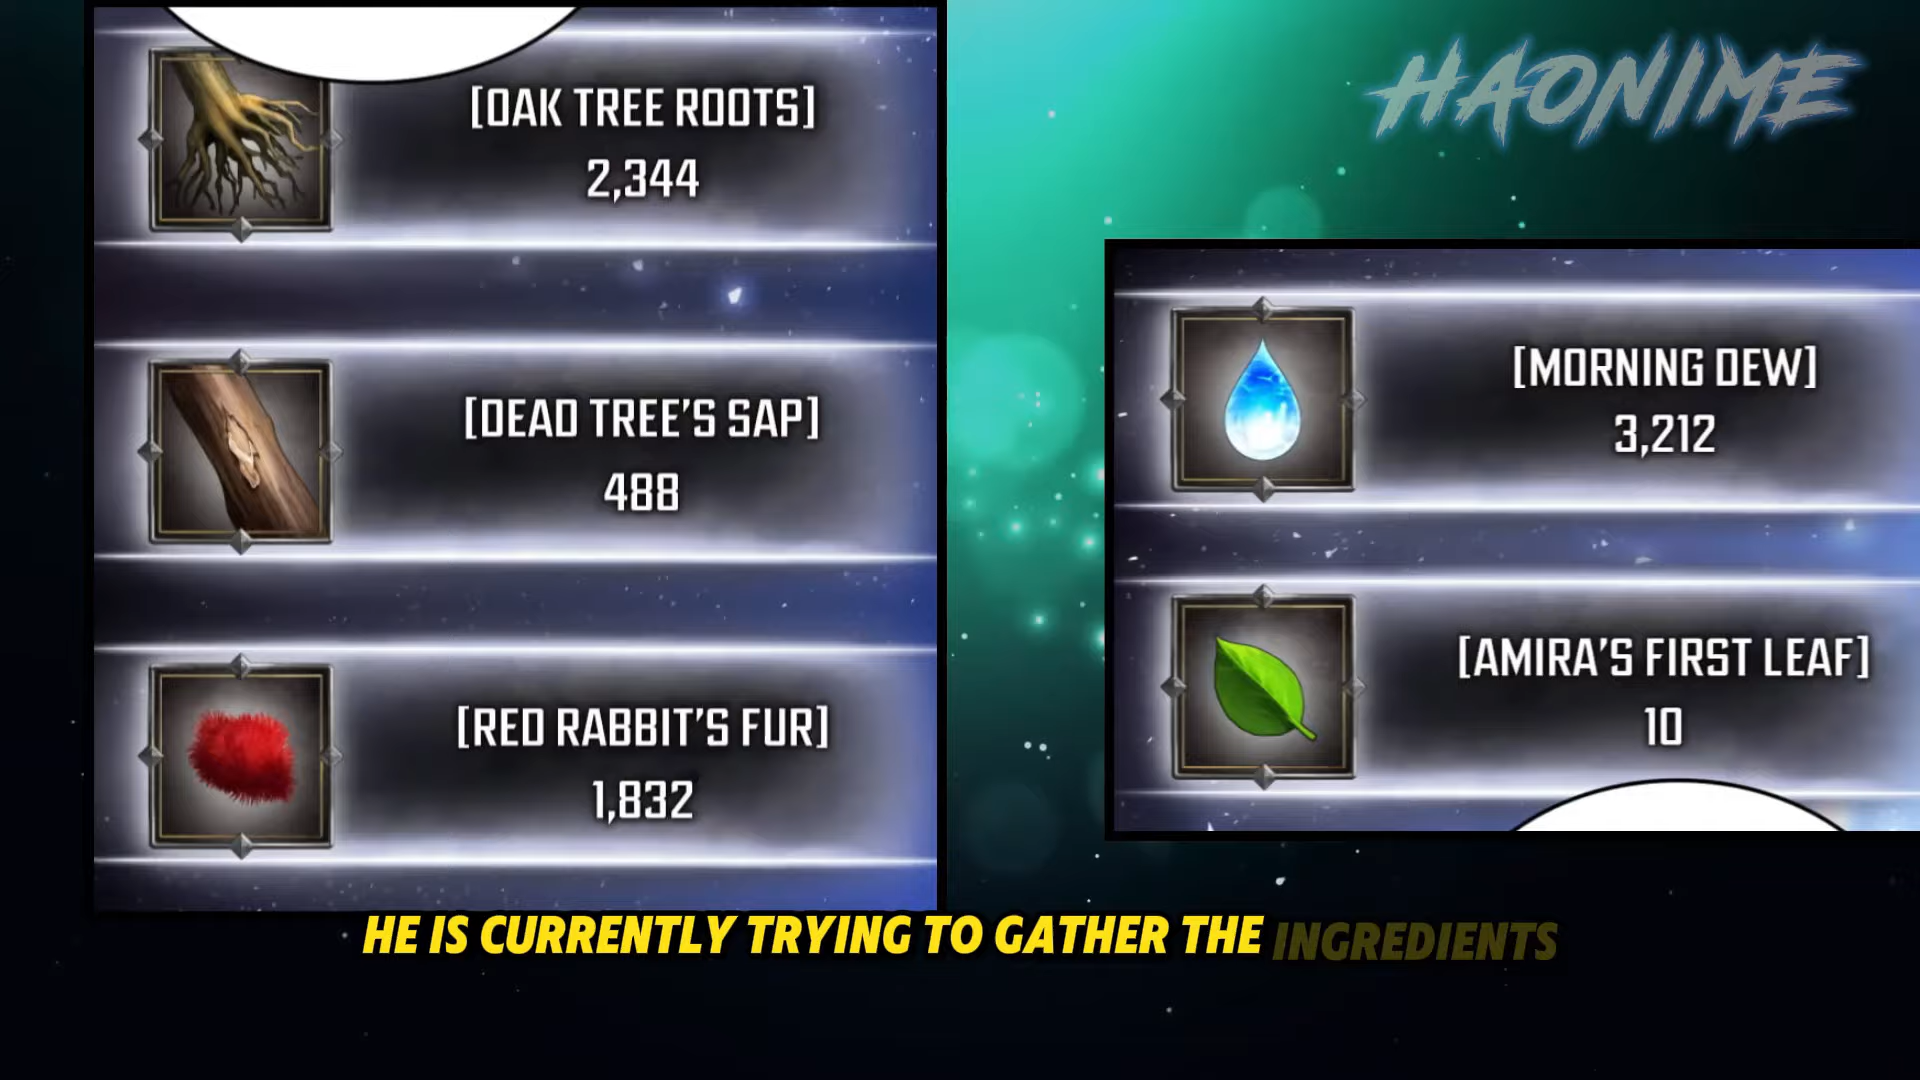 HAONIME
[OAK TREE ROOTS]
2,344
[DEAD TREE'S SAP]
488
[RED RABBIT'S FUR]
1,832
[MORNING DEW]
3,212
[AMIRA'S FIRST LEAF]
10
HE IS CURRENTLY TRYING TO GATHER THE INGREDIENTS